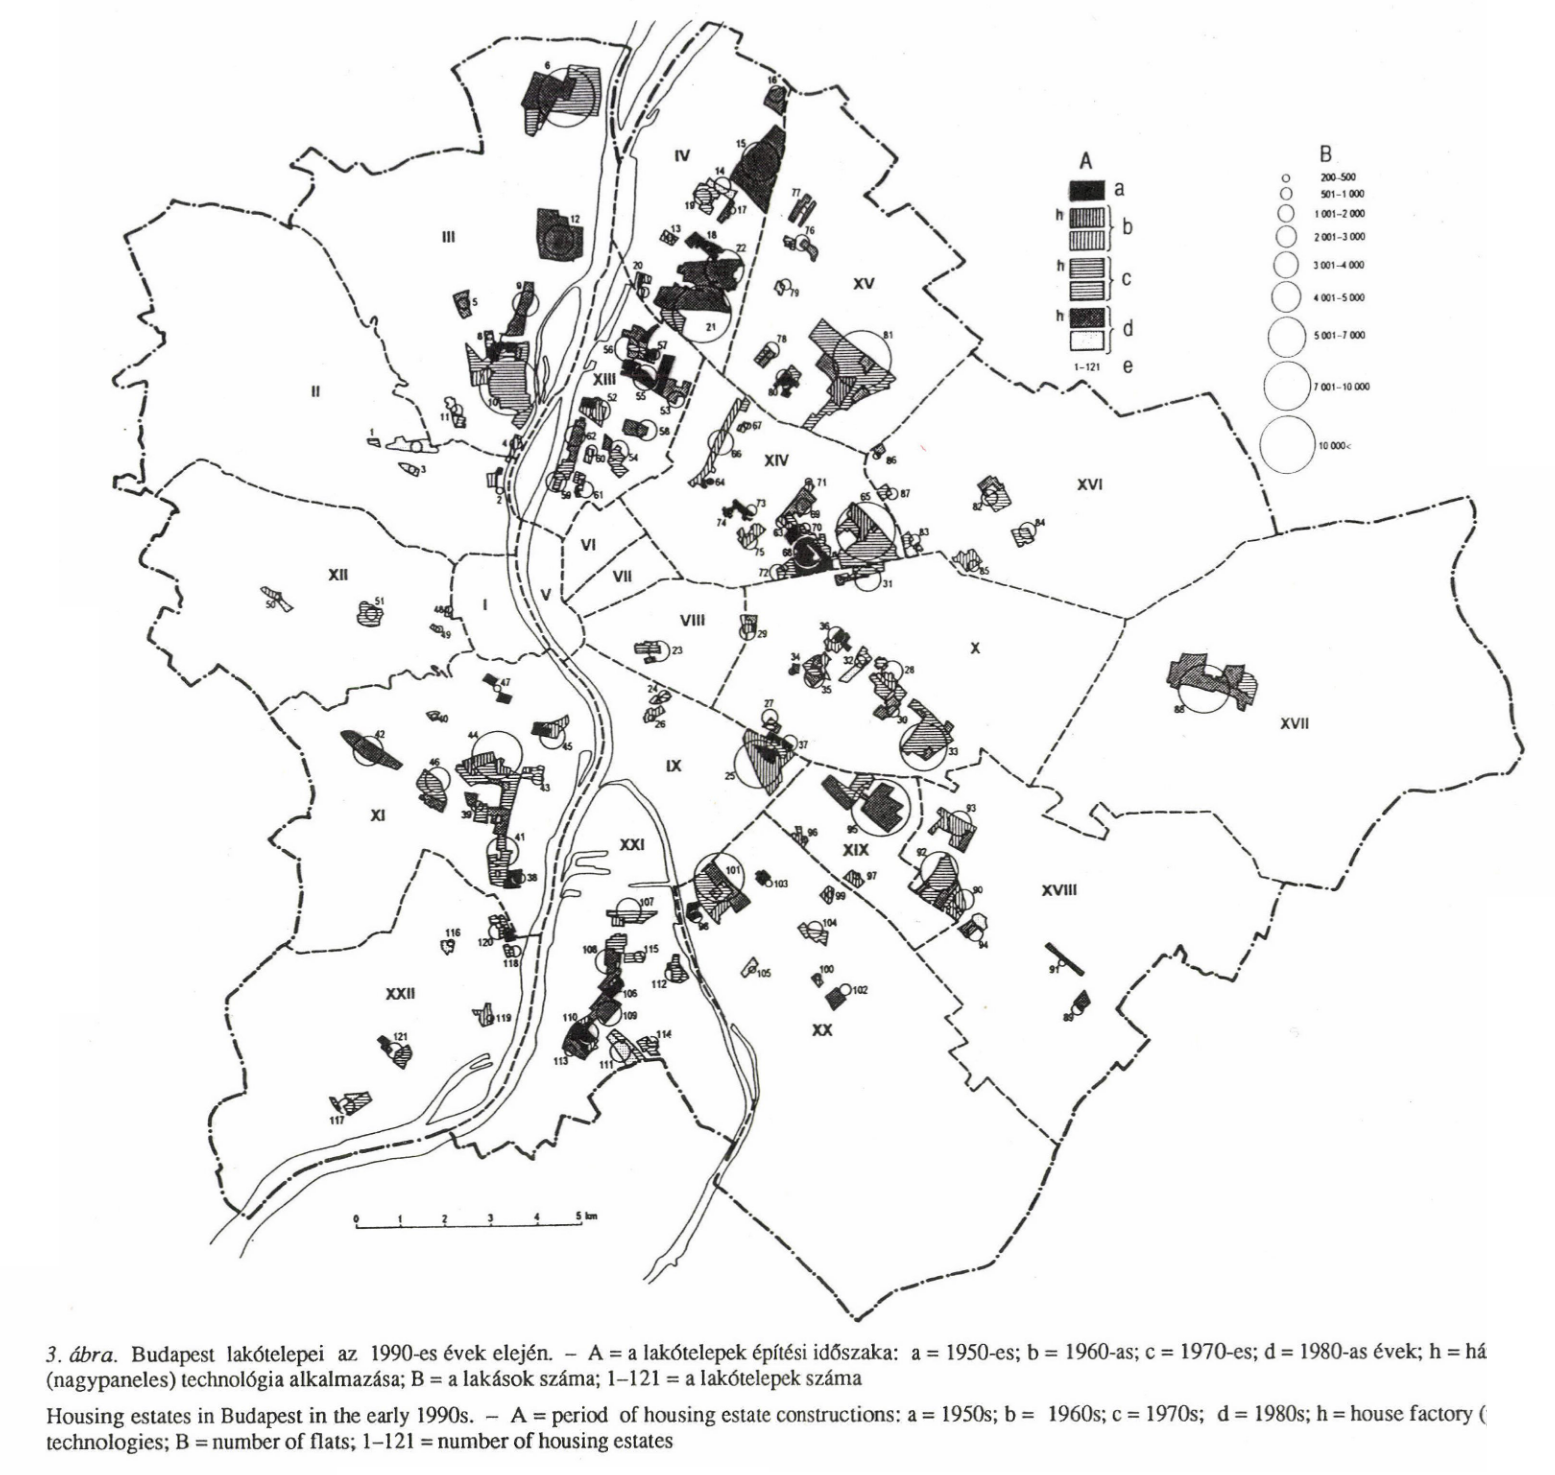 6
16
IV
15
14
19
17
77
76
13
18
22
79
20
21
12
III
5
9
8
10
11
II
1
3
4
2
XV
78
80
81
56
57
55
53
XIII
52
58
62
60
54
59
61
67
66
64
XIV
71
65
73
74
75
69
70
63
68
72
31
86
87
83
82
84
85
XVI
A
a
h
b
h
c
h
d
1–121
e
B
200–500
501–1 000
1 001–2 000
2 001–3 000
3 001–4 000
4 001–5 000
5 001–7 000
7 001–10 000
10 000<
XII
50
51
48
49
I
V
VI
VII
VIII
23
29
36
34
35
32
28
30
33
X
88
XVII
47
40
42
44
45
46
43
39
41
38
XI
24
26
27
25
37
IX
95
93
92
90
94
96
XIX
97
99
XVIII
91
89
XXI
101
103
98
104
105
100
102
XX
107
108
115
112
106
109
110
113
111
114
116
120
118
XXII
119
121
117
0 1 2 3 4 5 km
3. ábra. Budapest lakótelepei az 1990-es évek elején. – A = a lakótelepek építési időszaka: a = 1950-es; b = 1960-as; c = 1970-es; d = 1980-as évek; h = há
(nagypaneles) technológia alkalmazása; B = a lakások száma; 1–121 = a lakótelepek száma
Housing estates in Budapest in the early 1990s. – A = period of housing estate constructions: a = 1950s; b = 1960s; c = 1970s; d = 1980s; h = house factory (
technologies; B = number of flats; 1–121 = number of housing estates